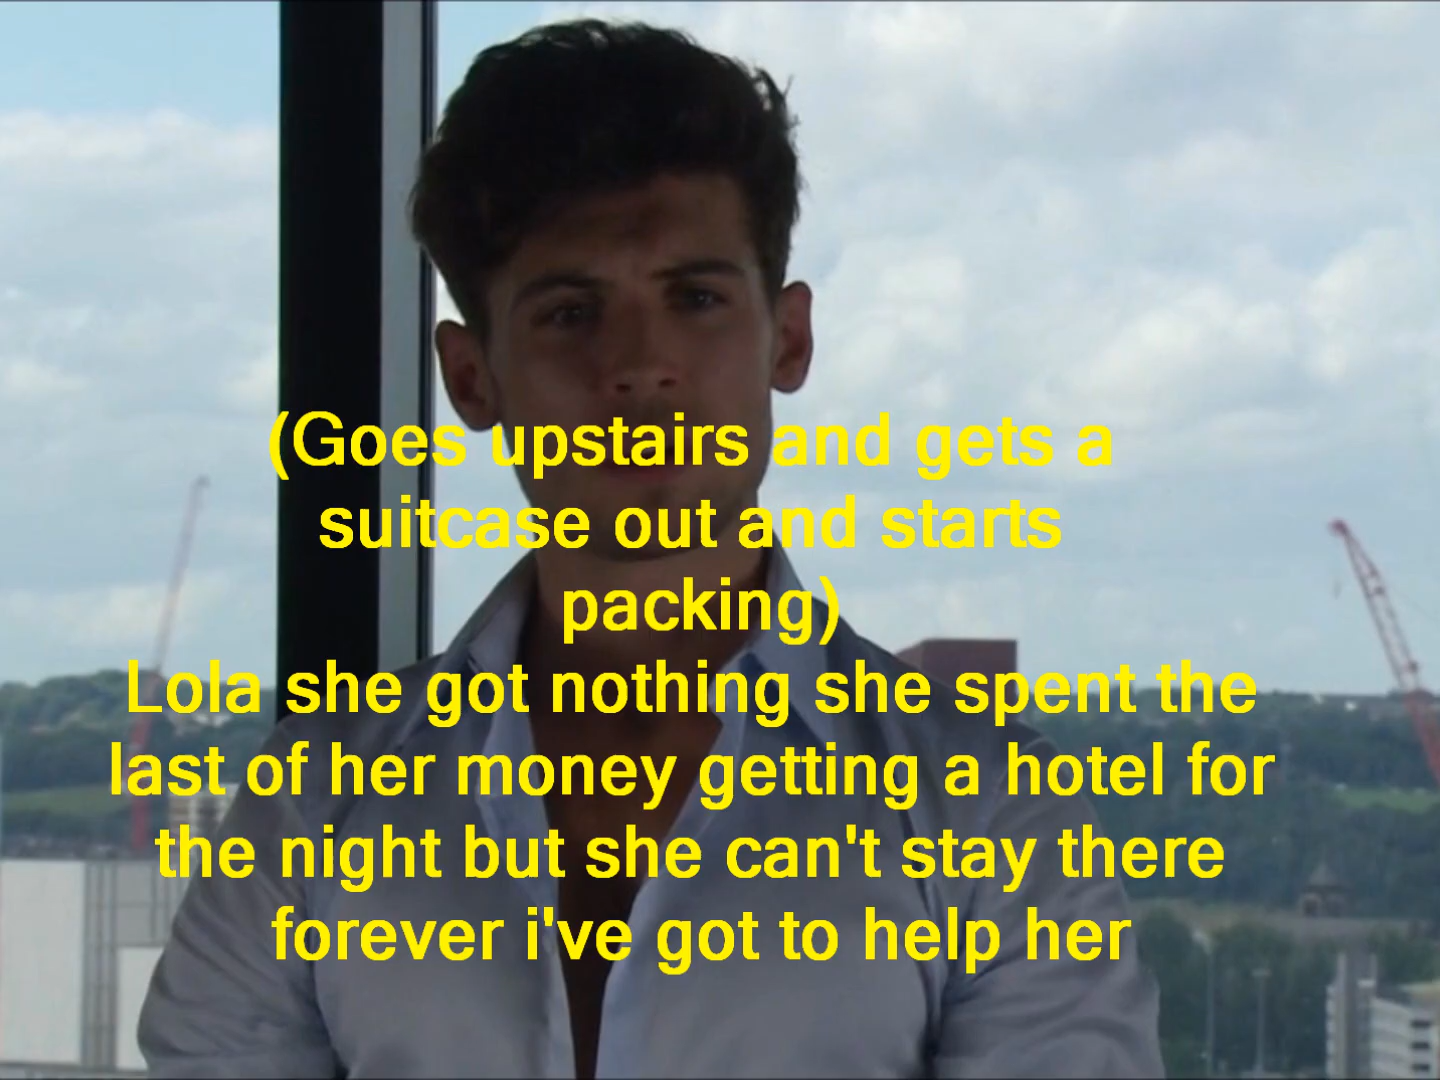 (Goes upstairs and gets a
suitcase out and starts
packing)
Lola she got nothing she spent the
last of her money getting a hotel for
the night but she can't stay there
forever i've got to help her